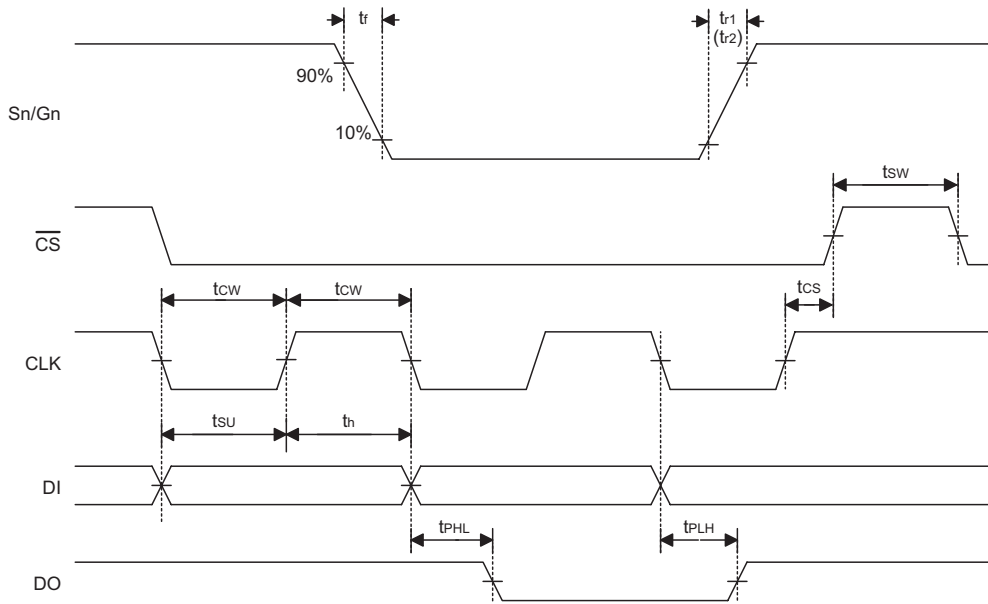 tf
tr1
(tr2)
90%
Sn/Gn
10%
tSW
CS
tCW tCW
tCS
CLK
tSU th
DI
tPHL tPLH
DO